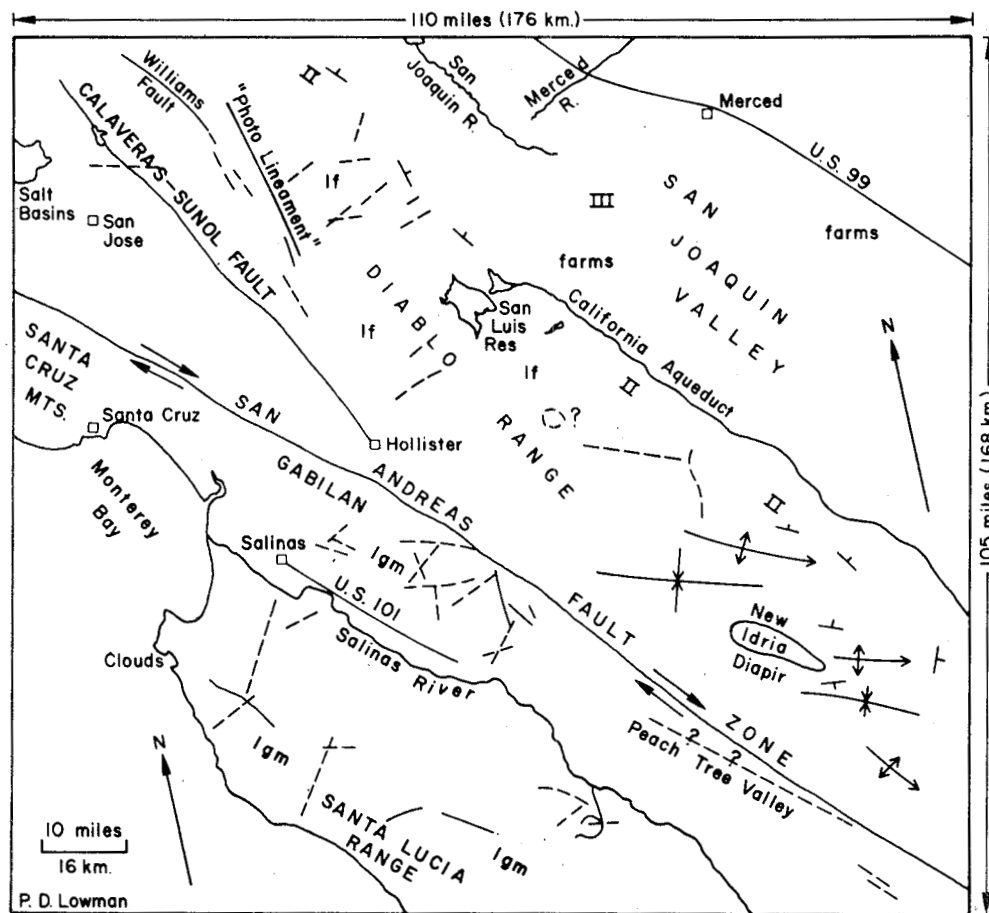 110 miles (176 km.)
105 miles (168 km.)
Williams
Fault
CALAVERAS-SUNOL FAULT
"Photo Lineament"
II
San
Joaquin R.
Merced
R.
Merced
U.S. 99
Salt
Basins
San
Jose
If
If
If
III
farms
farms
SAN
JOAQUIN
VALLEY
DIABLO
RANGE
San
Luis
Res
California Aqueduct
II
N
SANTA
CRUZ
MTS.
Santa Cruz
SAN ANDREAS FAULT ZONE
Hollister
?
GABILAN
Monterey
Bay
Salinas
Igm
U.S. 101
Salinas River
II
New
Idria
Diapir
Clouds
N
Igm
? ?
Peach Tree Valley
SANTA LUCIA
RANGE
Igm
10 miles
16 km.
P. D. Lowman